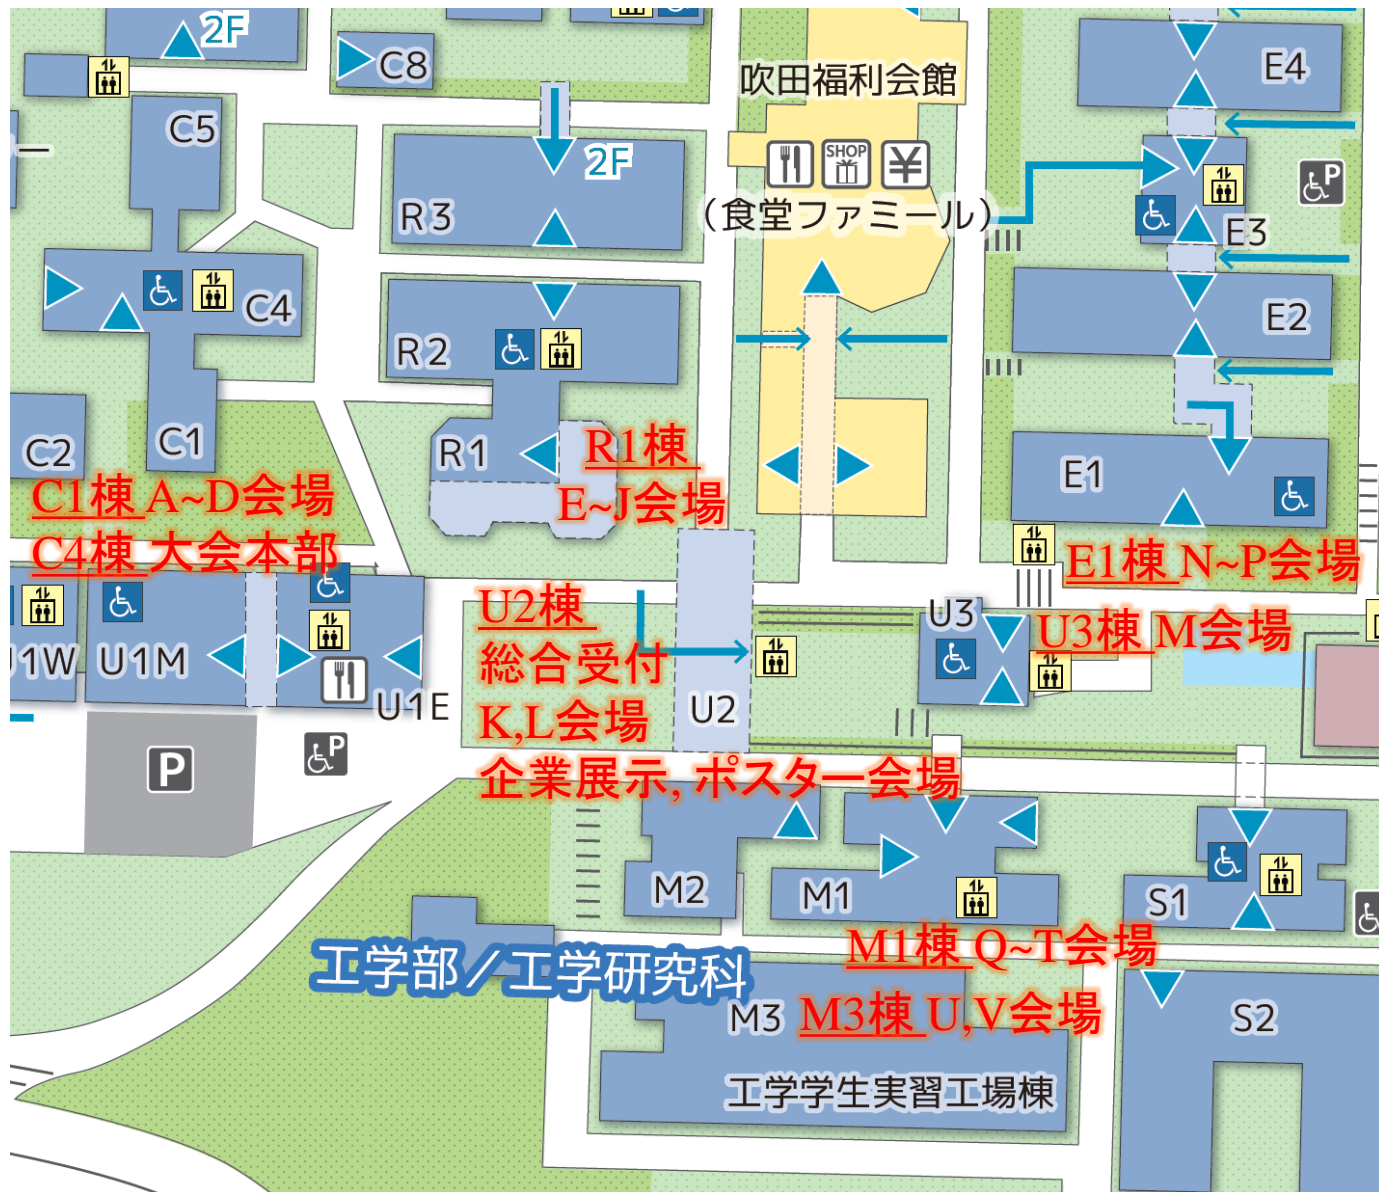 2F
C8
E4
吹田福利会館
C5
SHOP
¥
P
2F
R3
(食堂ファミール)
E3
C4
R2
E2
C2
C1
R1
R1棟
E~J会場
E1
C1棟 A~D会場
C4棟 大会本部
E1棟 N~P会場
U2棟
総合受付
K,L会場
企業展示, ポスター会場
U3
U3棟 M会場
U1W
U1M
U1E
U2
P
P
M2
M1
S1
M1棟 Q~T会場
工学部／工学研究科
M3
M3棟 U,V会場
S2
工学学生実習工場棟